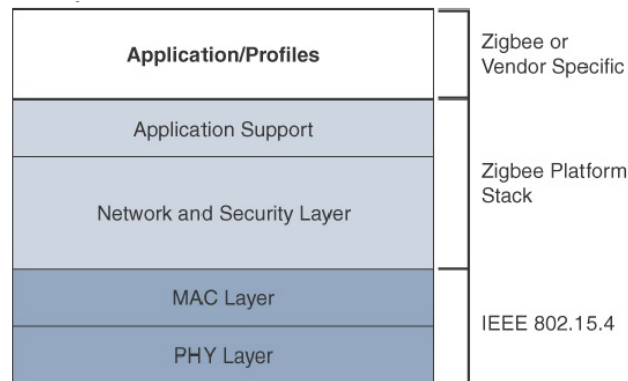 Application/Profiles
Zigbee or
Vendor Specific
Application Support
Network and Security Layer
Zigbee Platform
Stack
MAC Layer
PHY Layer
IEEE 802.15.4